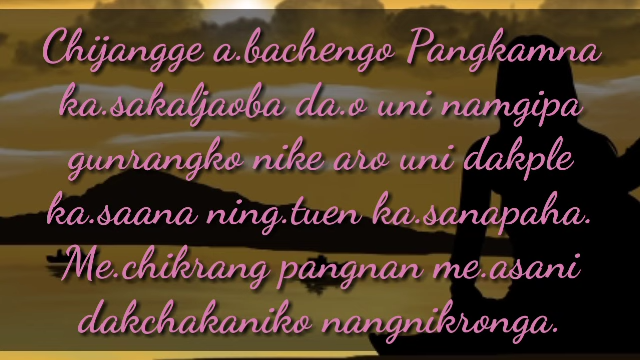 Chijangge a.bachengo Pangkamna
ka.sakaljaoba da.o uni namgipa
gunrangko nike aro uni dakple
ka.saana ning.tuen ka.sanapaha.
Me.chikrang pangnan me.asani
dakchakaniko nangnikronga.